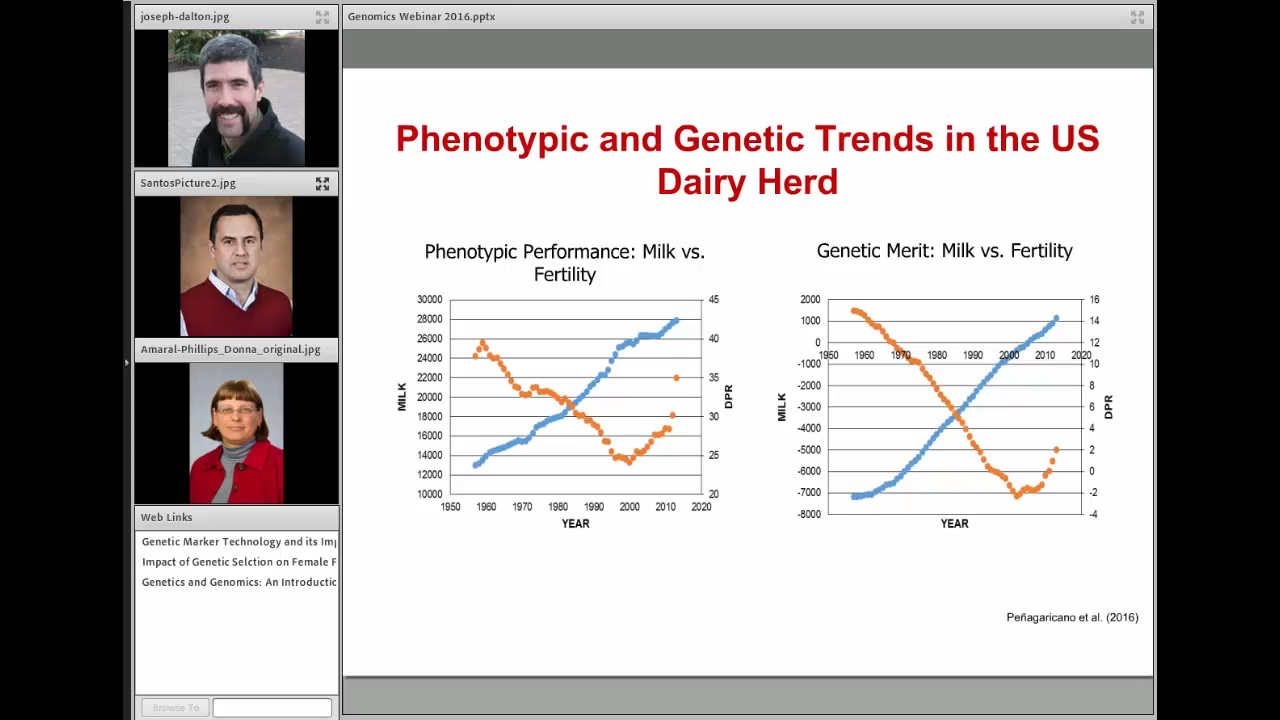 joseph-dalton.jpg
SantosPicture2.jpg
Amaral-Phillips_Donna_original.jpg
Web Links
Genetic Marker Technology and its Imp
Impact of Genetic Selction on Female F
Genetics and Genomics: An Introductic
Browse To
Genomics Webinar 2016.pptx
Phenotypic and Genetic Trends in the US
Dairy Herd
Phenotypic Performance: Milk vs.
Fertility
30000
28000
26000
24000
22000
20000
18000
16000
14000
12000
10000
MILK
45
40
35
30
25
20
DPR
1950 1960 1970 1980 1990 2000 2010 2020
YEAR
Genetic Merit: Milk vs. Fertility
2000
1000
0
-1000
-2000
-3000
-4000
-5000
-6000
-7000
-8000
MILK
1950 1960 1970 1980 1990 2000 2010 2020
16
14
12
10
8
6
4
2
0
-2
-4
DPR
YEAR
Peñagaricano et al. (2016)